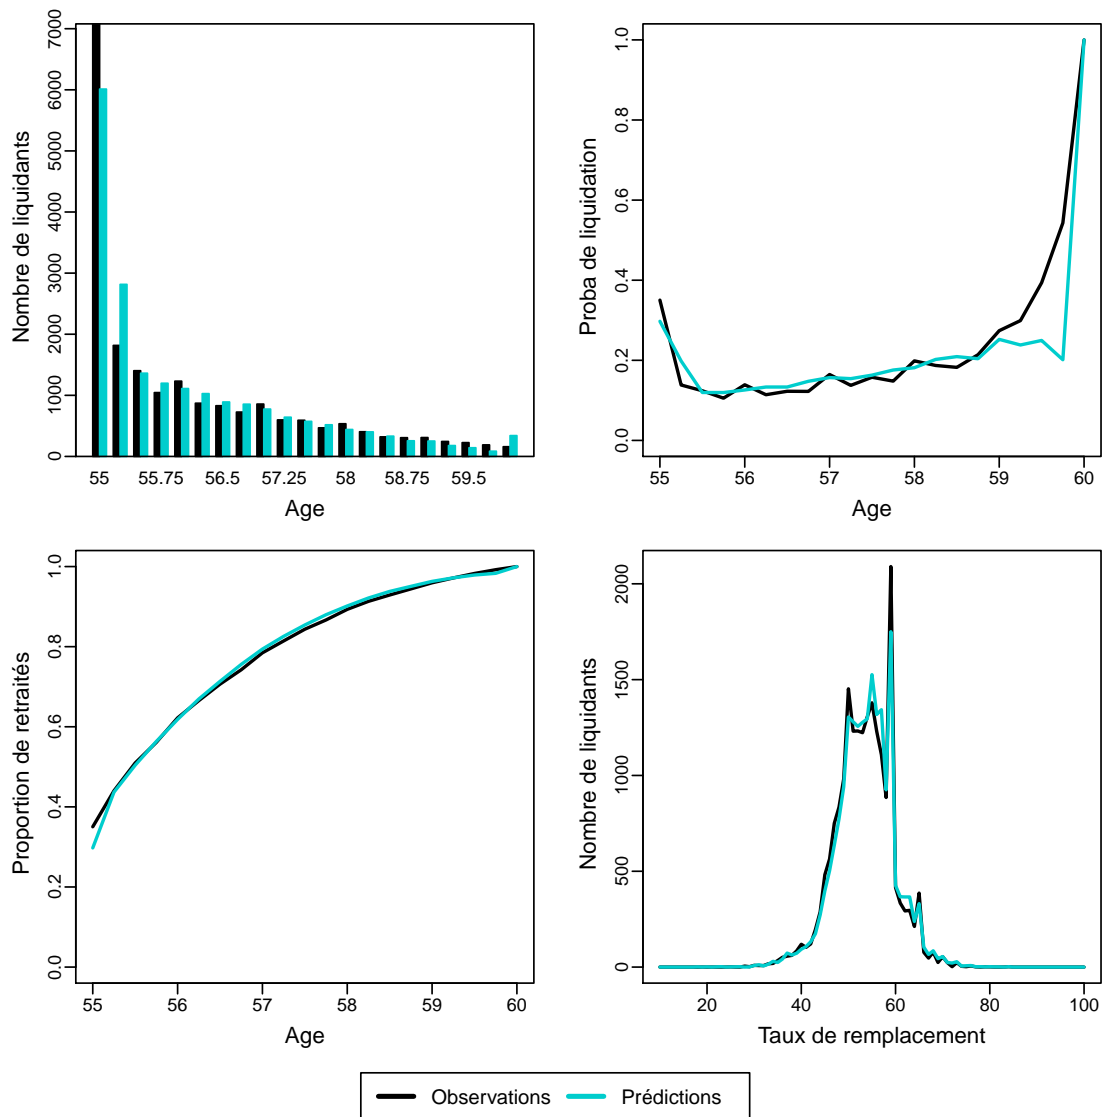 Nombre de liquidants
7000
6000
5000
4000
3000
2000
1000
0
55 55.75 56.5 57.25 58 58.75 59.5
Age
Proba de liquidation
1.0
0.8
0.6
0.4
0.2
0.0
55 56 57 58 59 60
Age
Proportion de retraités
1.0
0.8
0.6
0.4
0.2
0.0
55 56 57 58 59 60
Age
Nombre de liquidants
2000
1500
1000
500
0
20 40 60 80 100
Taux de remplacement
Observations Prédictions